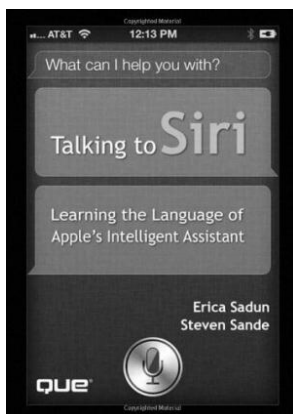 Copyrighted Material
AT&T 12:13 PM
What can I help you with?
Talking to Siri
Learning the Language of
Apple's Intelligent Assistant
Erica Sadun
Steven Sande
QUE®
Copyrighted Material